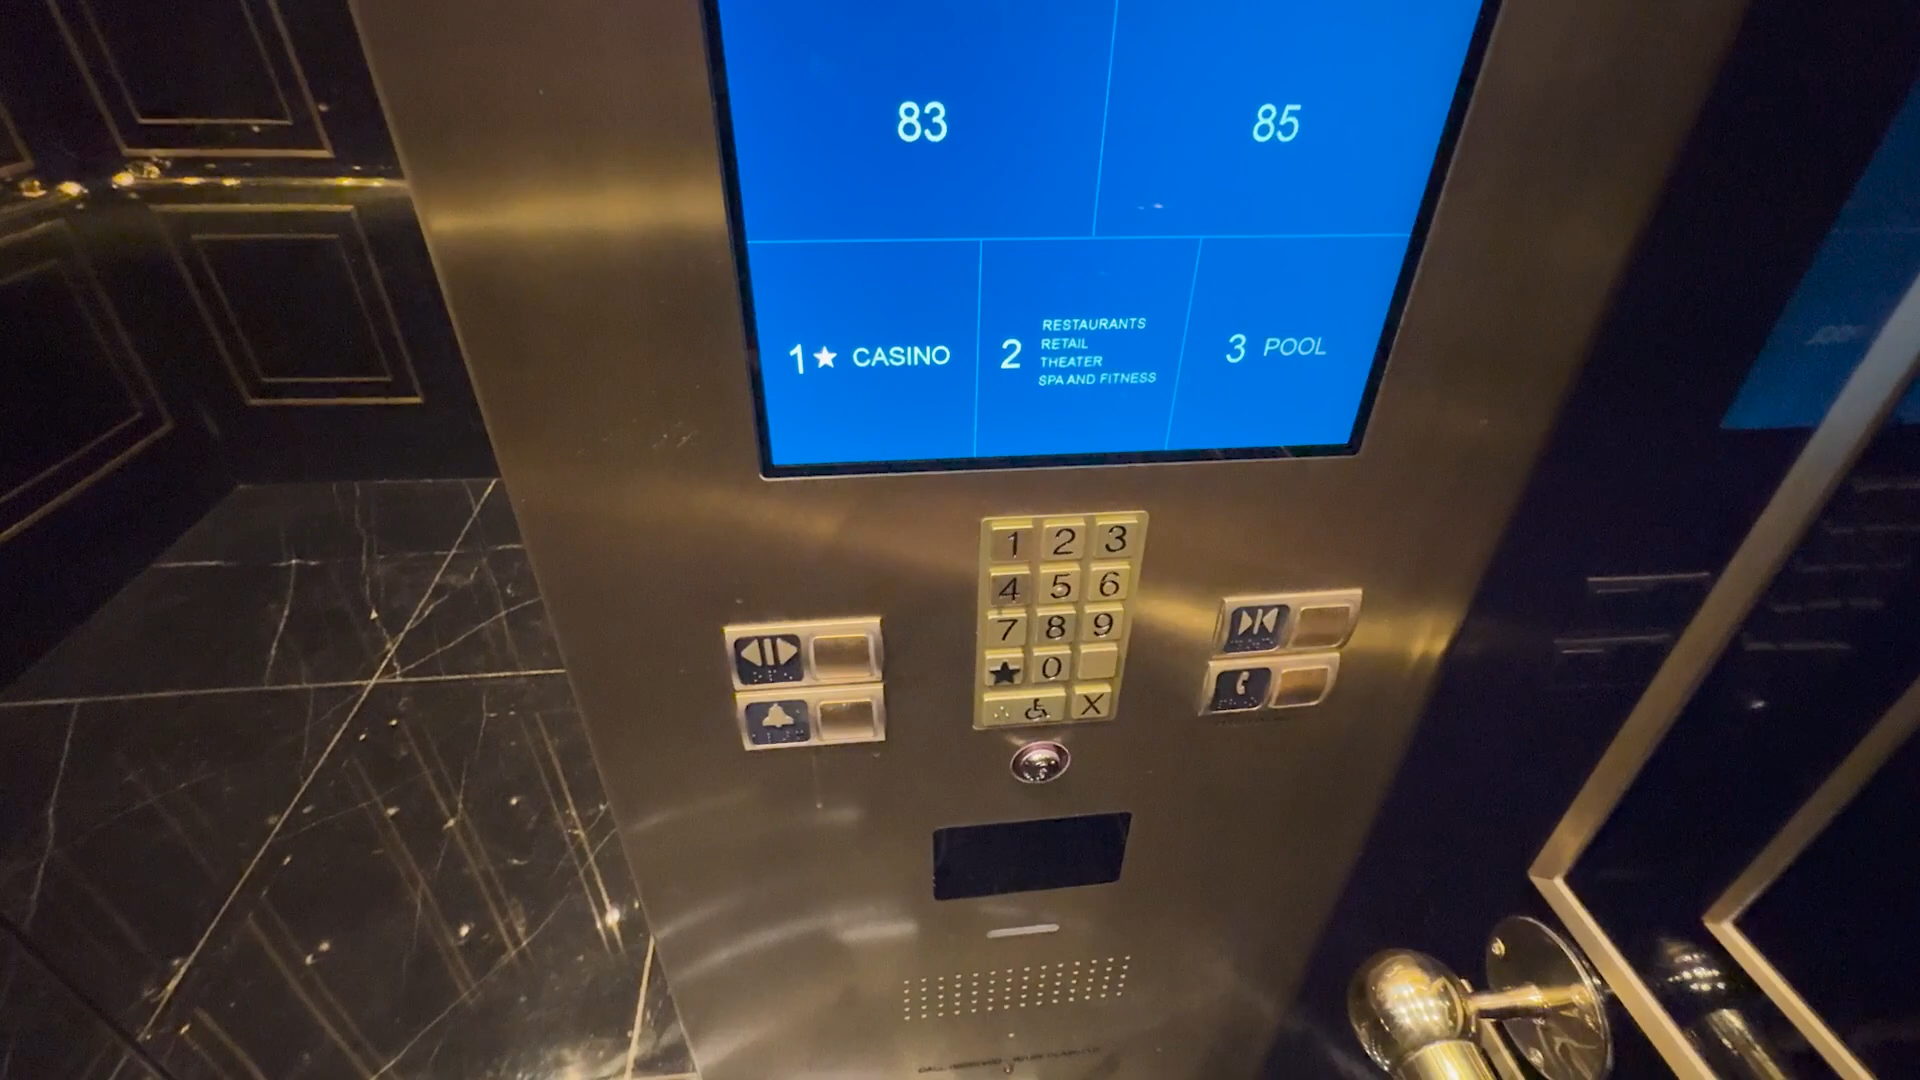 83
85
1★ CASINO
2
RESTAURANTS
RETAIL
THEATER
SPA AND FITNESS
3 POOL
1 2 3
4 5 6
7 8 9
★ 0
X